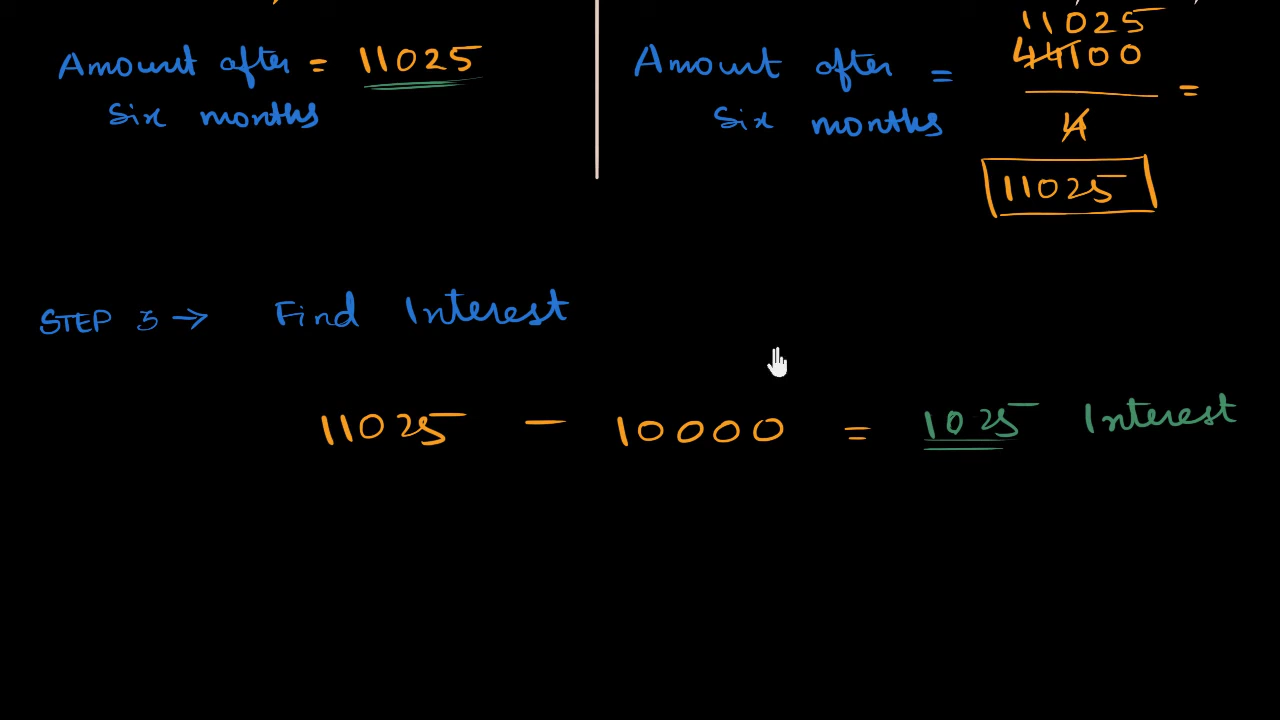 Amount after = 11025
Six months
Amount after =
Six months
11025
44100
4
=
11025
STEP 3 → Find Interest
11025 - 10000 = 1025 Interest